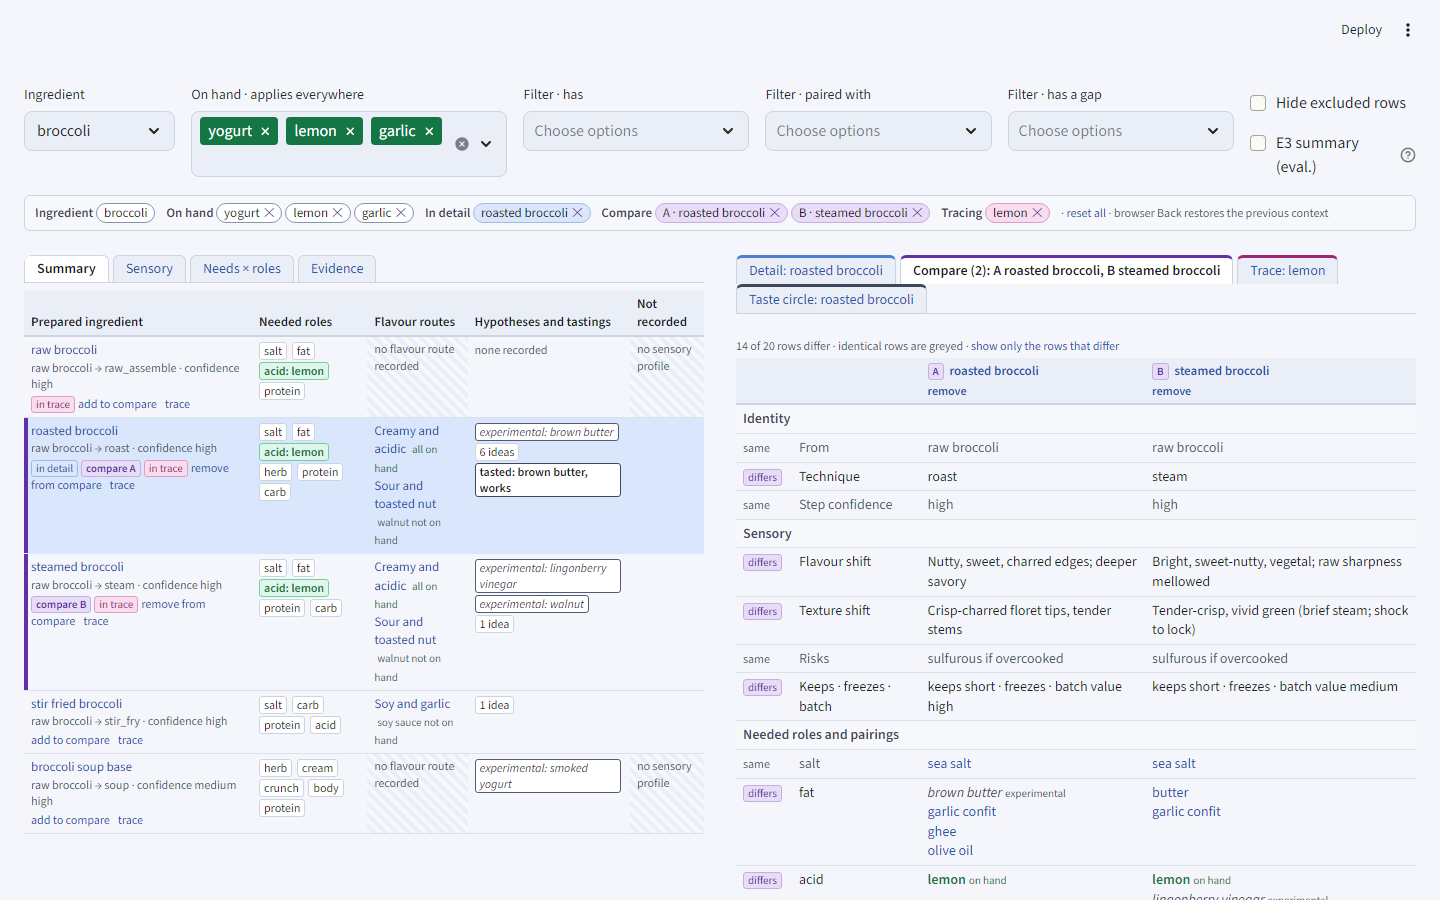 Deploy
Ingredient
On hand · applies everywhere
Filter · has
Filter · paired with
Filter · has a gap
broccoli
yogurt × lemon × garlic ×
Choose options
Choose options
Choose options
Hide excluded rows
E3 summary (eval.)
Ingredient broccoli On hand yogurt × lemon × garlic × In detail roasted broccoli × Compare A · roasted broccoli × B · steamed broccoli × Tracing lemon × · reset all · browser Back restores the previous context
Summary Sensory Needs × roles Evidence
Prepared ingredient Needed roles Flavour routes Hypotheses and tastings Not recorded
raw broccoli
raw broccoli → raw_assemble · confidence
high
in trace add to compare trace
salt fat
acid: lemon
protein
no flavour route
recorded
none recorded
no sensory
profile
roasted broccoli
raw broccoli → roast · confidence high
in detail compare A in trace remove
from compare trace
salt fat
acid: lemon
herb protein
carb
Creamy and
acidic all on
hand
Sour and
toasted nut
walnut not on
hand
experimental: brown butter
6 ideas
tasted: brown butter,
works
steamed broccoli
raw broccoli → steam · confidence high
compare B in trace remove from
compare trace
salt fat
acid: lemon
protein carb
Creamy and
acidic all on
hand
Sour and
toasted nut
walnut not on
hand
experimental: lingonberry
vinegar
experimental: walnut
1 idea
stir fried broccoli
raw broccoli → stir_fry · confidence high
add to compare trace
salt carb
protein acid
Soy and garlic
soy sauce not on
hand
1 idea
broccoli soup base
raw broccoli → soup · confidence medium
high
add to compare trace
herb cream
crunch body
protein
no flavour route
recorded
experimental: smoked
yogurt
no sensory
profile
Detail: roasted broccoli
Compare (2): A roasted broccoli, B steamed broccoli
Trace: lemon
Taste circle: roasted broccoli
14 of 20 rows differ · identical rows are greyed · show only the rows that differ
A roasted broccoli
remove
B steamed broccoli
remove
Identity
same From raw broccoli raw broccoli
differs Technique roast steam
same Step confidence high high
Sensory
differs Flavour shift
Nutty, sweet, charred edges; deeper
savory
Bright, sweet-nutty, vegetal; raw sharpness
mellowed
differs Texture shift
Crisp-charred floret tips, tender
stems
Tender-crisp, vivid green (brief steam; shock
to lock)
same Risks sulfurous if overcooked sulfurous if overcooked
differs Keeps · freezes ·
batch
keeps short · freezes · batch value
high
keeps short · freezes · batch value medium
Needed roles and pairings
same salt sea salt sea salt
differs fat
brown butter experimental
garlic confit
ghee
olive oil
butter
garlic confit
differs acid lemon on hand lemon on hand
lingonberry vinegar experimental